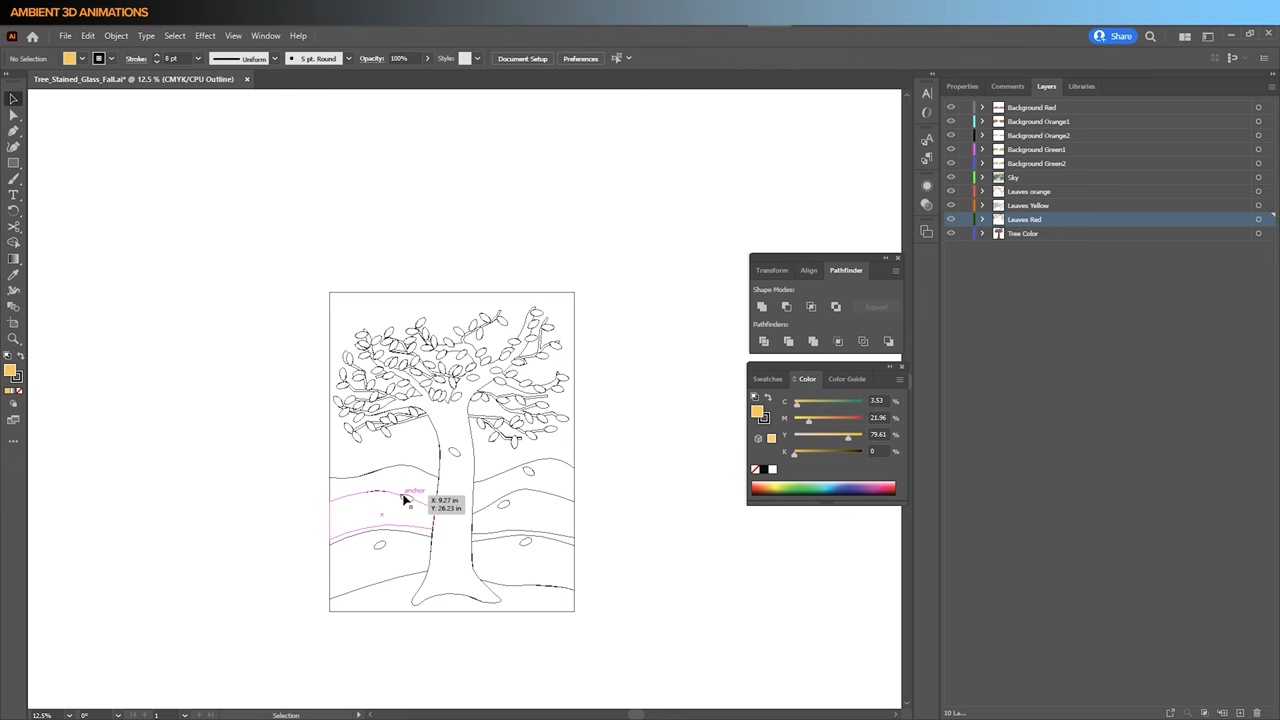 AMBIENT 3D ANIMATIONS
Ai File Edit Object Type Select Effect View Window Help Share
No Selection Stroke: 8 pt Uniform 5 pt. Round Opacity: 100% Style: Document Setup Preferences
Tree_Stained_Glass_Fall.ai* @ 12.5 % (CMYK/CPU Outline) ×
Properties Comments Layers Libraries
Background Red
Background Orange1
Background Orange2
Background Green1
Background Green2
Sky
Leaves orange
Leaves Yellow
Leaves Red
Tree Color
Transform Align Pathfinder
Shape Modes:
Expand
Pathfinders:
Swatches Color Color Guide
C 3.53 %
M 21.96 %
Y 79.61 %
K 0 %
anchor
X: 9.27 in
Y: 26.23 in
12.5% 0° 1 Selection 10 La...